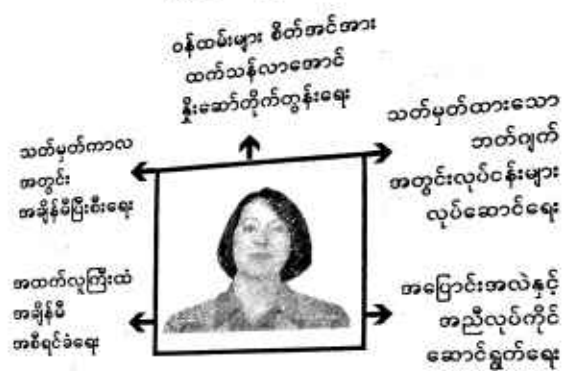 ဝန်ထမ်းများ စိတ်အင်အား
ထက်သန်လာအောင်
နှိုးဆော်တိုက်တွန်းရေး
သတ်မှတ်ကာလ
အတွင်း
အချိန်မီပြီးစီးရေး
သတ်မှတ်ထားသော
ဘတ်ဂျက်
အတွင်းလုပ်ငန်းများ
လုပ်ဆောင်ရေး
အထက်လူကြီးထံ
အချိန်မီ
အစီရင်ခံရေး
အပြောင်းအလဲနှင့်
အညီလုပ်ကိုင်
ဆောင်ရွက်ရေး